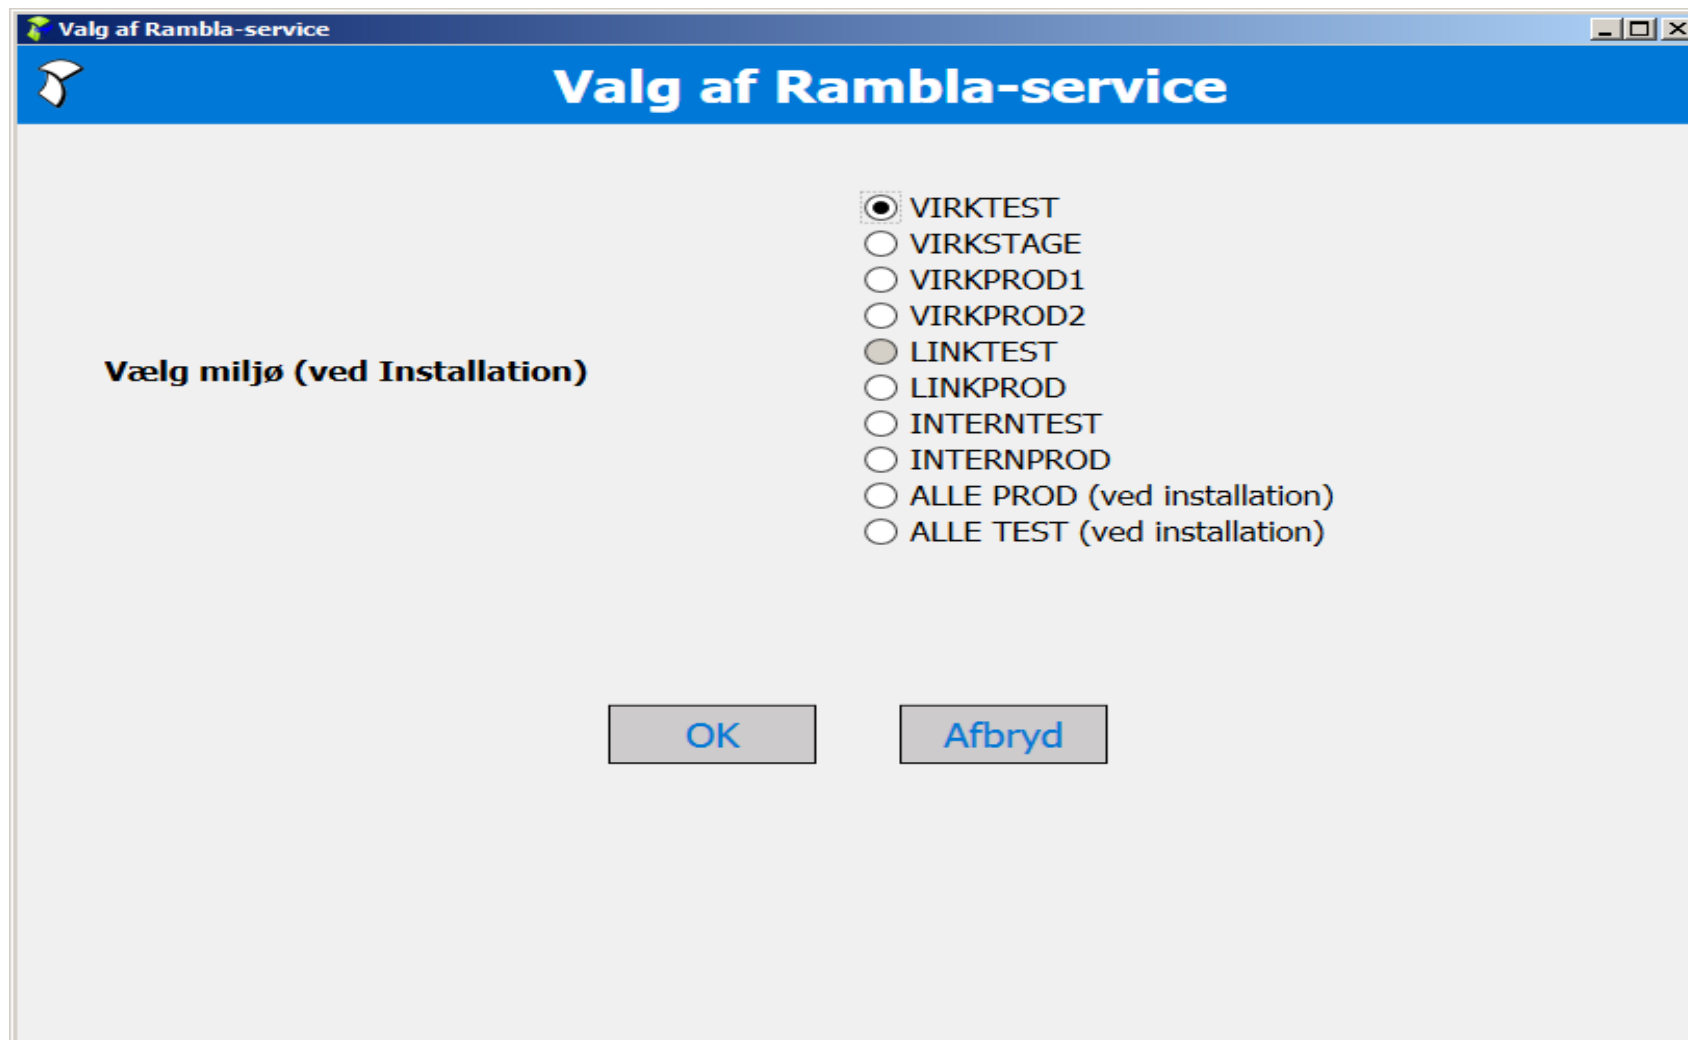 Valg af Rambla-service
Valg af Rambla-service
VIRKTEST
VIRKSTAGE
VIRKPROD1
VIRKPROD2
LINKTEST
Vælg miljø (ved Installation)
LINKPROD
INTERNTEST
INTERNPROD
ALLE PROD (ved installation)
ALLE TEST (ved installation)
OK
Afbryd